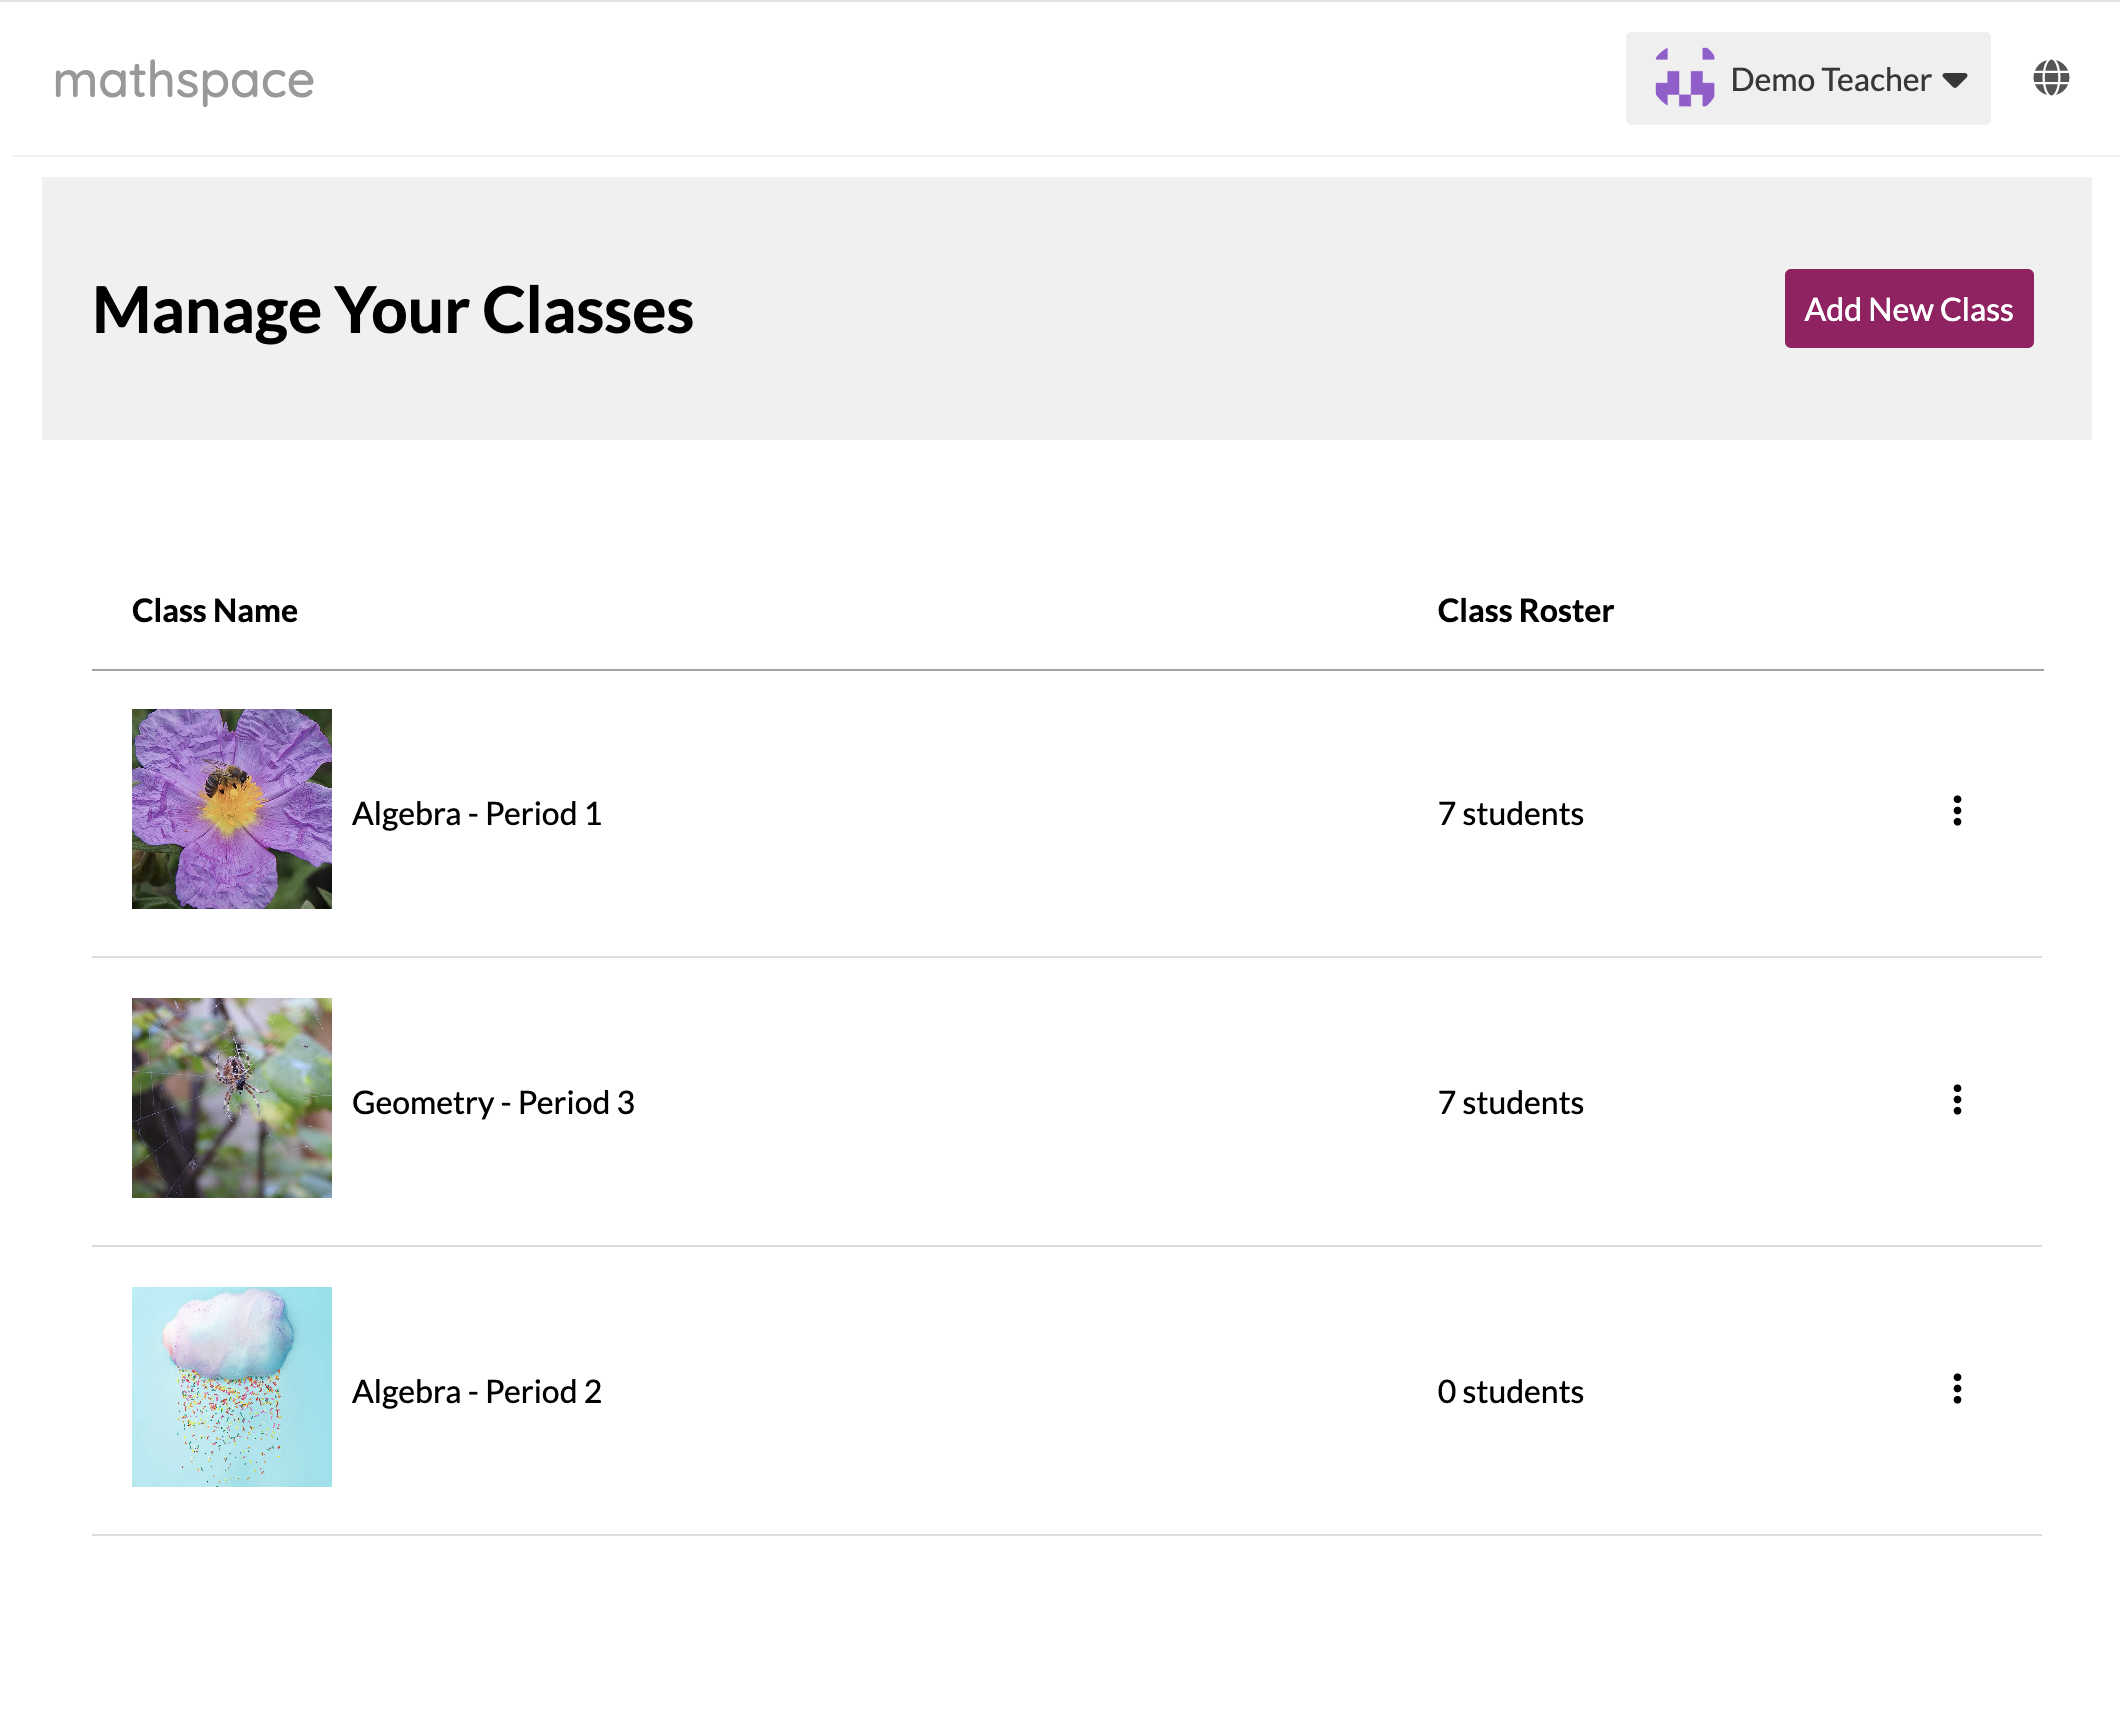 mathspace
Demo Teacher
Manage Your Classes
Add New Class
Class Name
Class Roster
Algebra - Period 1
7 students
Geometry - Period 3
7 students
Algebra - Period 2
0 students